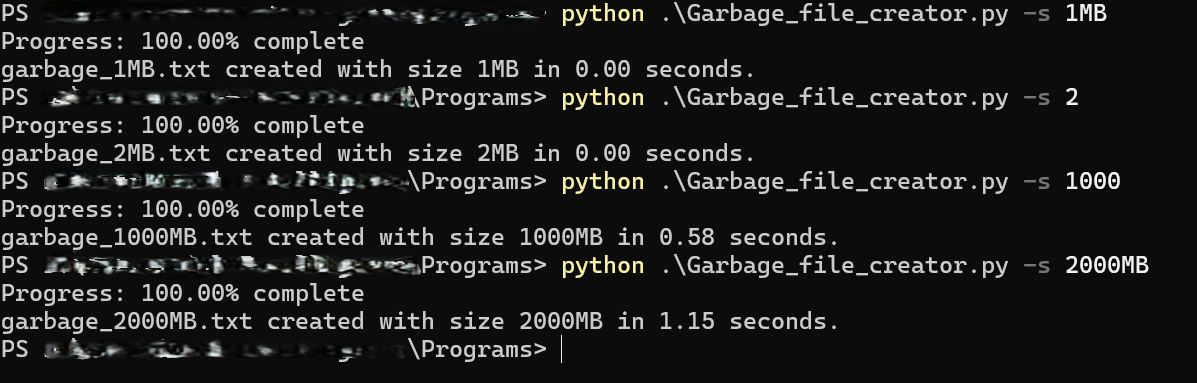 PS python .\Garbage_file_creator.py -s 1MB
Progress: 100.00% complete
garbage_1MB.txt created with size 1MB in 0.00 seconds.
PS \Programs> python .\Garbage_file_creator.py -s 2
Progress: 100.00% complete
garbage_2MB.txt created with size 2MB in 0.00 seconds.
PS \Programs> python .\Garbage_file_creator.py -s 1000
Progress: 100.00% complete
garbage_1000MB.txt created with size 1000MB in 0.58 seconds.
PS Programs> python .\Garbage_file_creator.py -s 2000MB
Progress: 100.00% complete
garbage_2000MB.txt created with size 2000MB in 1.15 seconds.
PS \Programs>